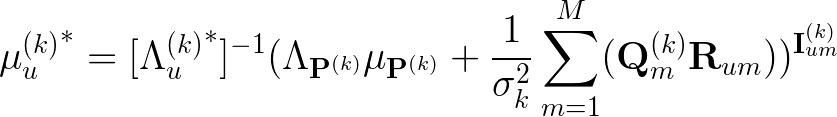 $\mu_u^{(k)^*} = [\Lambda_u^{(k)^*}]^{-1}(\Lambda_{\mathbf{P}^{(k)}}\mu_{\mathbf{P}^{(k)}} + \frac{1}{\sigma_k^2}\sum_{m=1}^{M}(\mathbf{Q}_m^{(k)}\mathbf{R}_{um}))^{\mathbf{I}_{um}^{(k)}}$